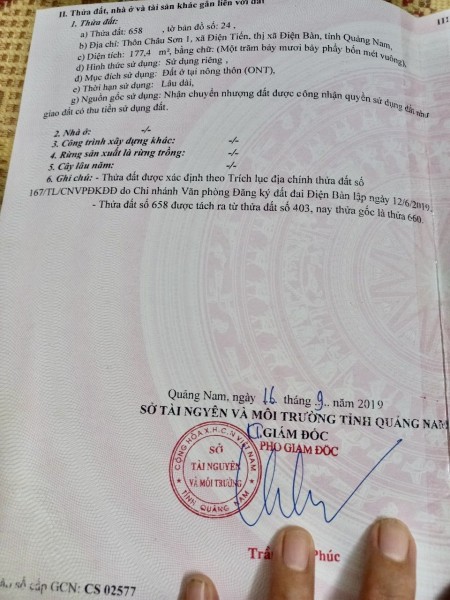 II. Thửa đất, nhà ở và tài sản khác gắn liền với đất
1. Thửa đất:
a) Thửa đất: 658 , tờ bản đồ số: 24 ,
b) Địa chỉ: Thôn Châu Sơn 1, xã Điện Tiến, thị xã Điện Bàn, tỉnh Quảng Nam,
c) Diện tích: 177,4 m², bằng chữ: (Một trăm bảy mươi bảy phẩy bốn mét vuông),
d) Hình thức sử dụng: Sử dụng riêng ,
đ) Mục đích sử dụng: Đất ở tại nông thôn (ONT),
e) Thời hạn sử dụng: Lâu dài,
g) Nguồn gốc sử dụng: Nhận chuyển nhượng đất được công nhận quyền sử dụng đất như
giao đất có thu tiền sử dụng đất.
2. Nhà ở: -/-
3. Công trình xây dựng khác: -/-
4. Rừng sản xuất là rừng trồng: -/-
5. Cây lâu năm: -/-
6. Ghi chú: - Thửa đất được xác định theo Trích lục địa chính thửa đất số
167/TL/CNVPĐKĐĐ do Chi nhánh Văn phòng Đăng ký đất đai Điện Bàn lập ngày 12/6/2019.
- Thửa đất số 658 được tách ra từ thửa đất số 403, nay thửa gốc là thửa 660.
Quảng Nam, ngày 16 tháng 9 .. năm 2019
SỞ TÀI NGUYÊN VÀ MÔI TRƯỜNG TỈNH QUẢNG NAM
KT.GIÁM ĐỐC
PHÓ GIÁM ĐỐC
CỘNG HÒA X.H.C.N VIỆT NAM
SỞ
TÀI NGUYÊN
VÀ MÔI TRƯỜNG
TỈNH QUẢNG NAM
Phúc
số cấp GCN: CS 02577